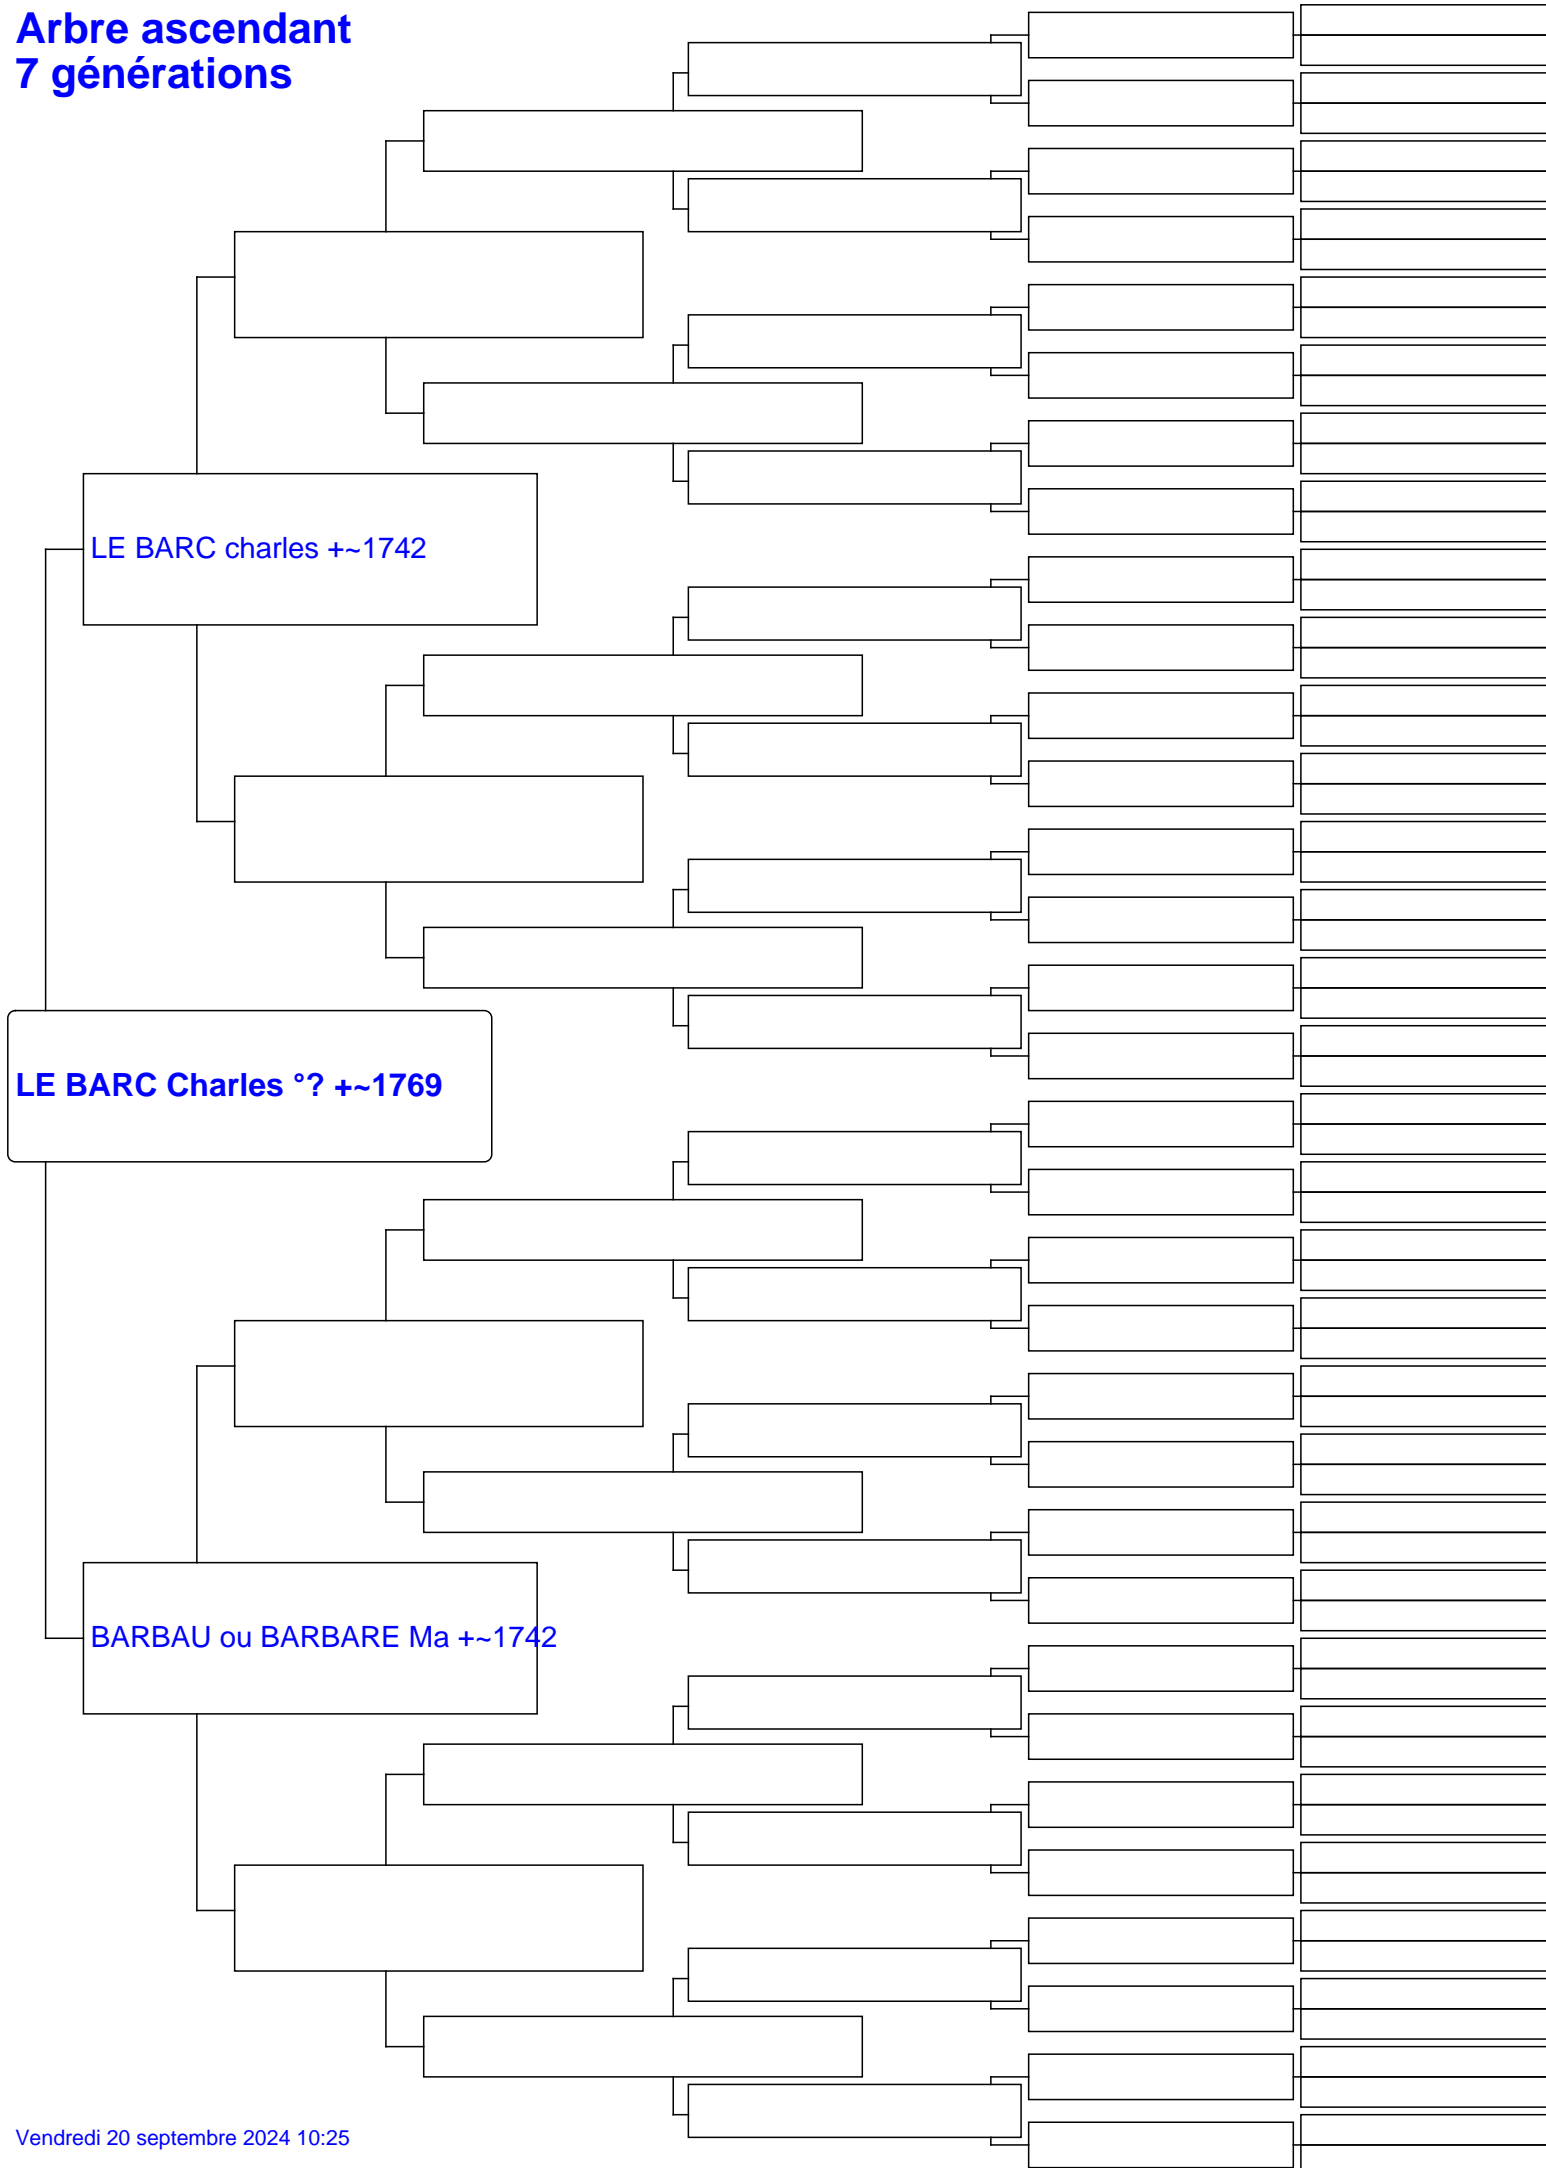 Arbre ascendant
7 générations
LE BARC charles +~1742
LE BARC Charles °? +~1769
BARBAU ou BARBARE Ma +~1742
Vendredi 20 septembre 2024 10:25